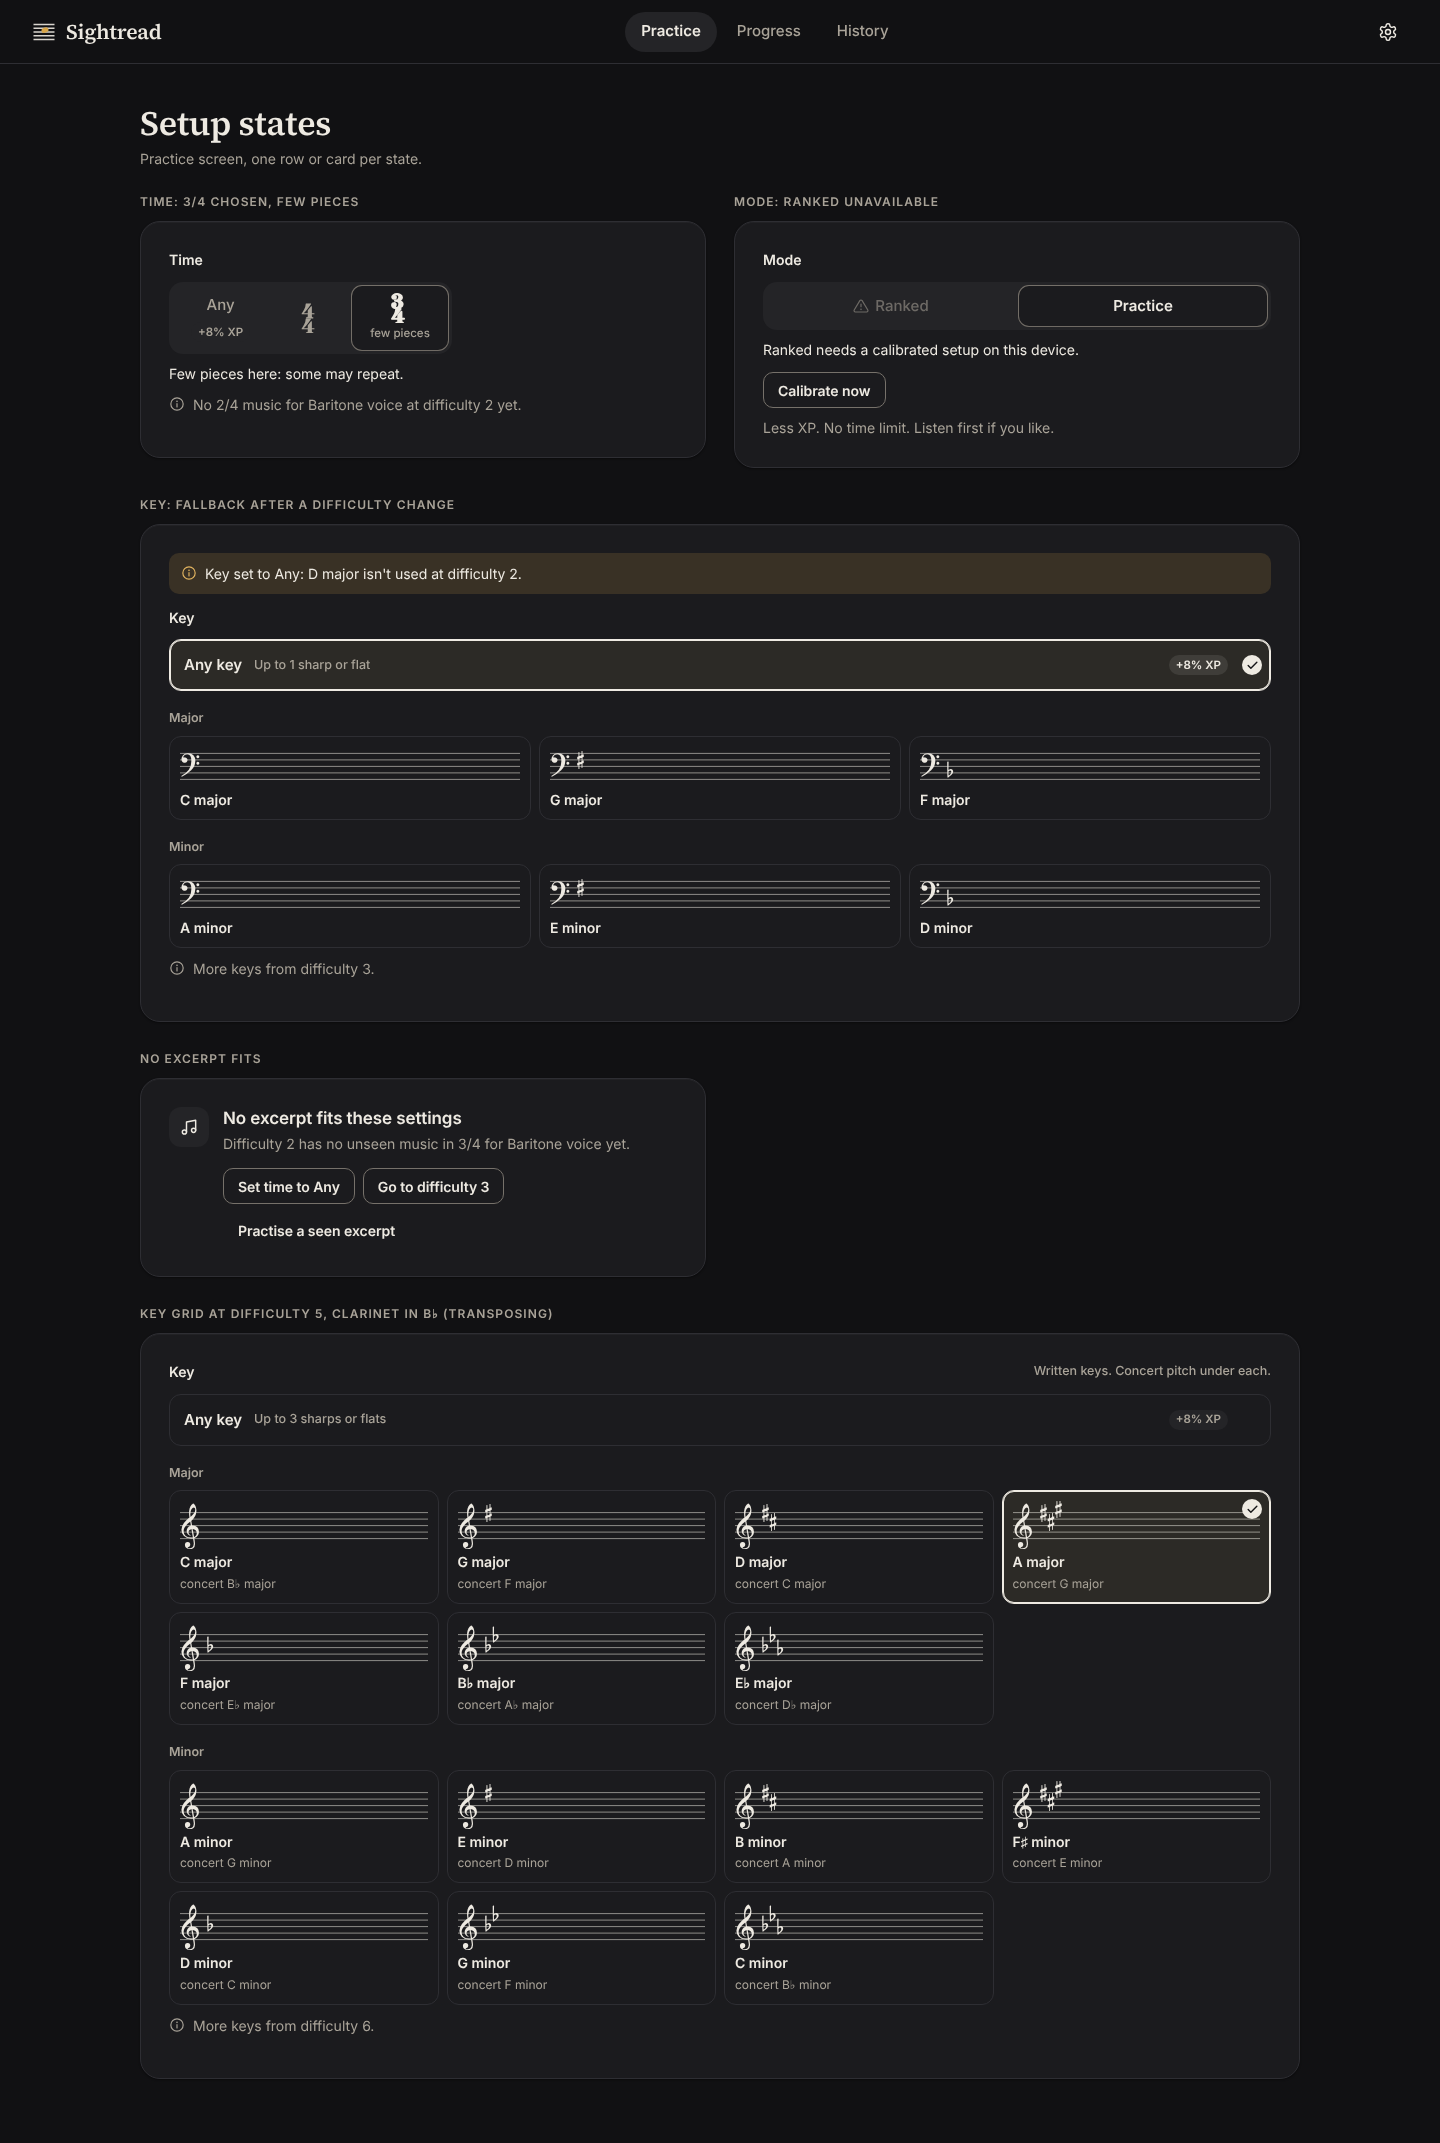 Sightread
Practice
Progress
History
Setup states
Practice screen, one row or card per state.
TIME: 3/4 CHOSEN, FEW PIECES
Time
Any
+8% XP
4
4
3
4
few pieces
Few pieces here: some may repeat.
No 2/4 music for Baritone voice at difficulty 2 yet.
MODE: RANKED UNAVAILABLE
Mode
Ranked
Practice
Ranked needs a calibrated setup on this device.
Calibrate now
Less XP. No time limit. Listen first if you like.
KEY: FALLBACK AFTER A DIFFICULTY CHANGE
Key set to Any: D major isn't used at difficulty 2.
Key
Any key Up to 1 sharp or flat +8% XP
Major
C major
G major
F major
Minor
A minor
E minor
D minor
More keys from difficulty 3.
NO EXCERPT FITS
No excerpt fits these settings
Difficulty 2 has no unseen music in 3/4 for Baritone voice yet.
Set time to Any
Go to difficulty 3
Practise a seen excerpt
KEY GRID AT DIFFICULTY 5, CLARINET IN B♭ (TRANSPOSING)
Key
Written keys. Concert pitch under each.
Any key Up to 3 sharps or flats +8% XP
Major
C major
concert B♭ major
G major
concert F major
D major
concert C major
A major
concert G major
F major
concert E♭ major
B♭ major
concert A♭ major
E♭ major
concert D♭ major
Minor
A minor
concert G minor
E minor
concert D minor
B minor
concert A minor
F♯ minor
concert E minor
D minor
concert C minor
G minor
concert F minor
C minor
concert B♭ minor
More keys from difficulty 6.